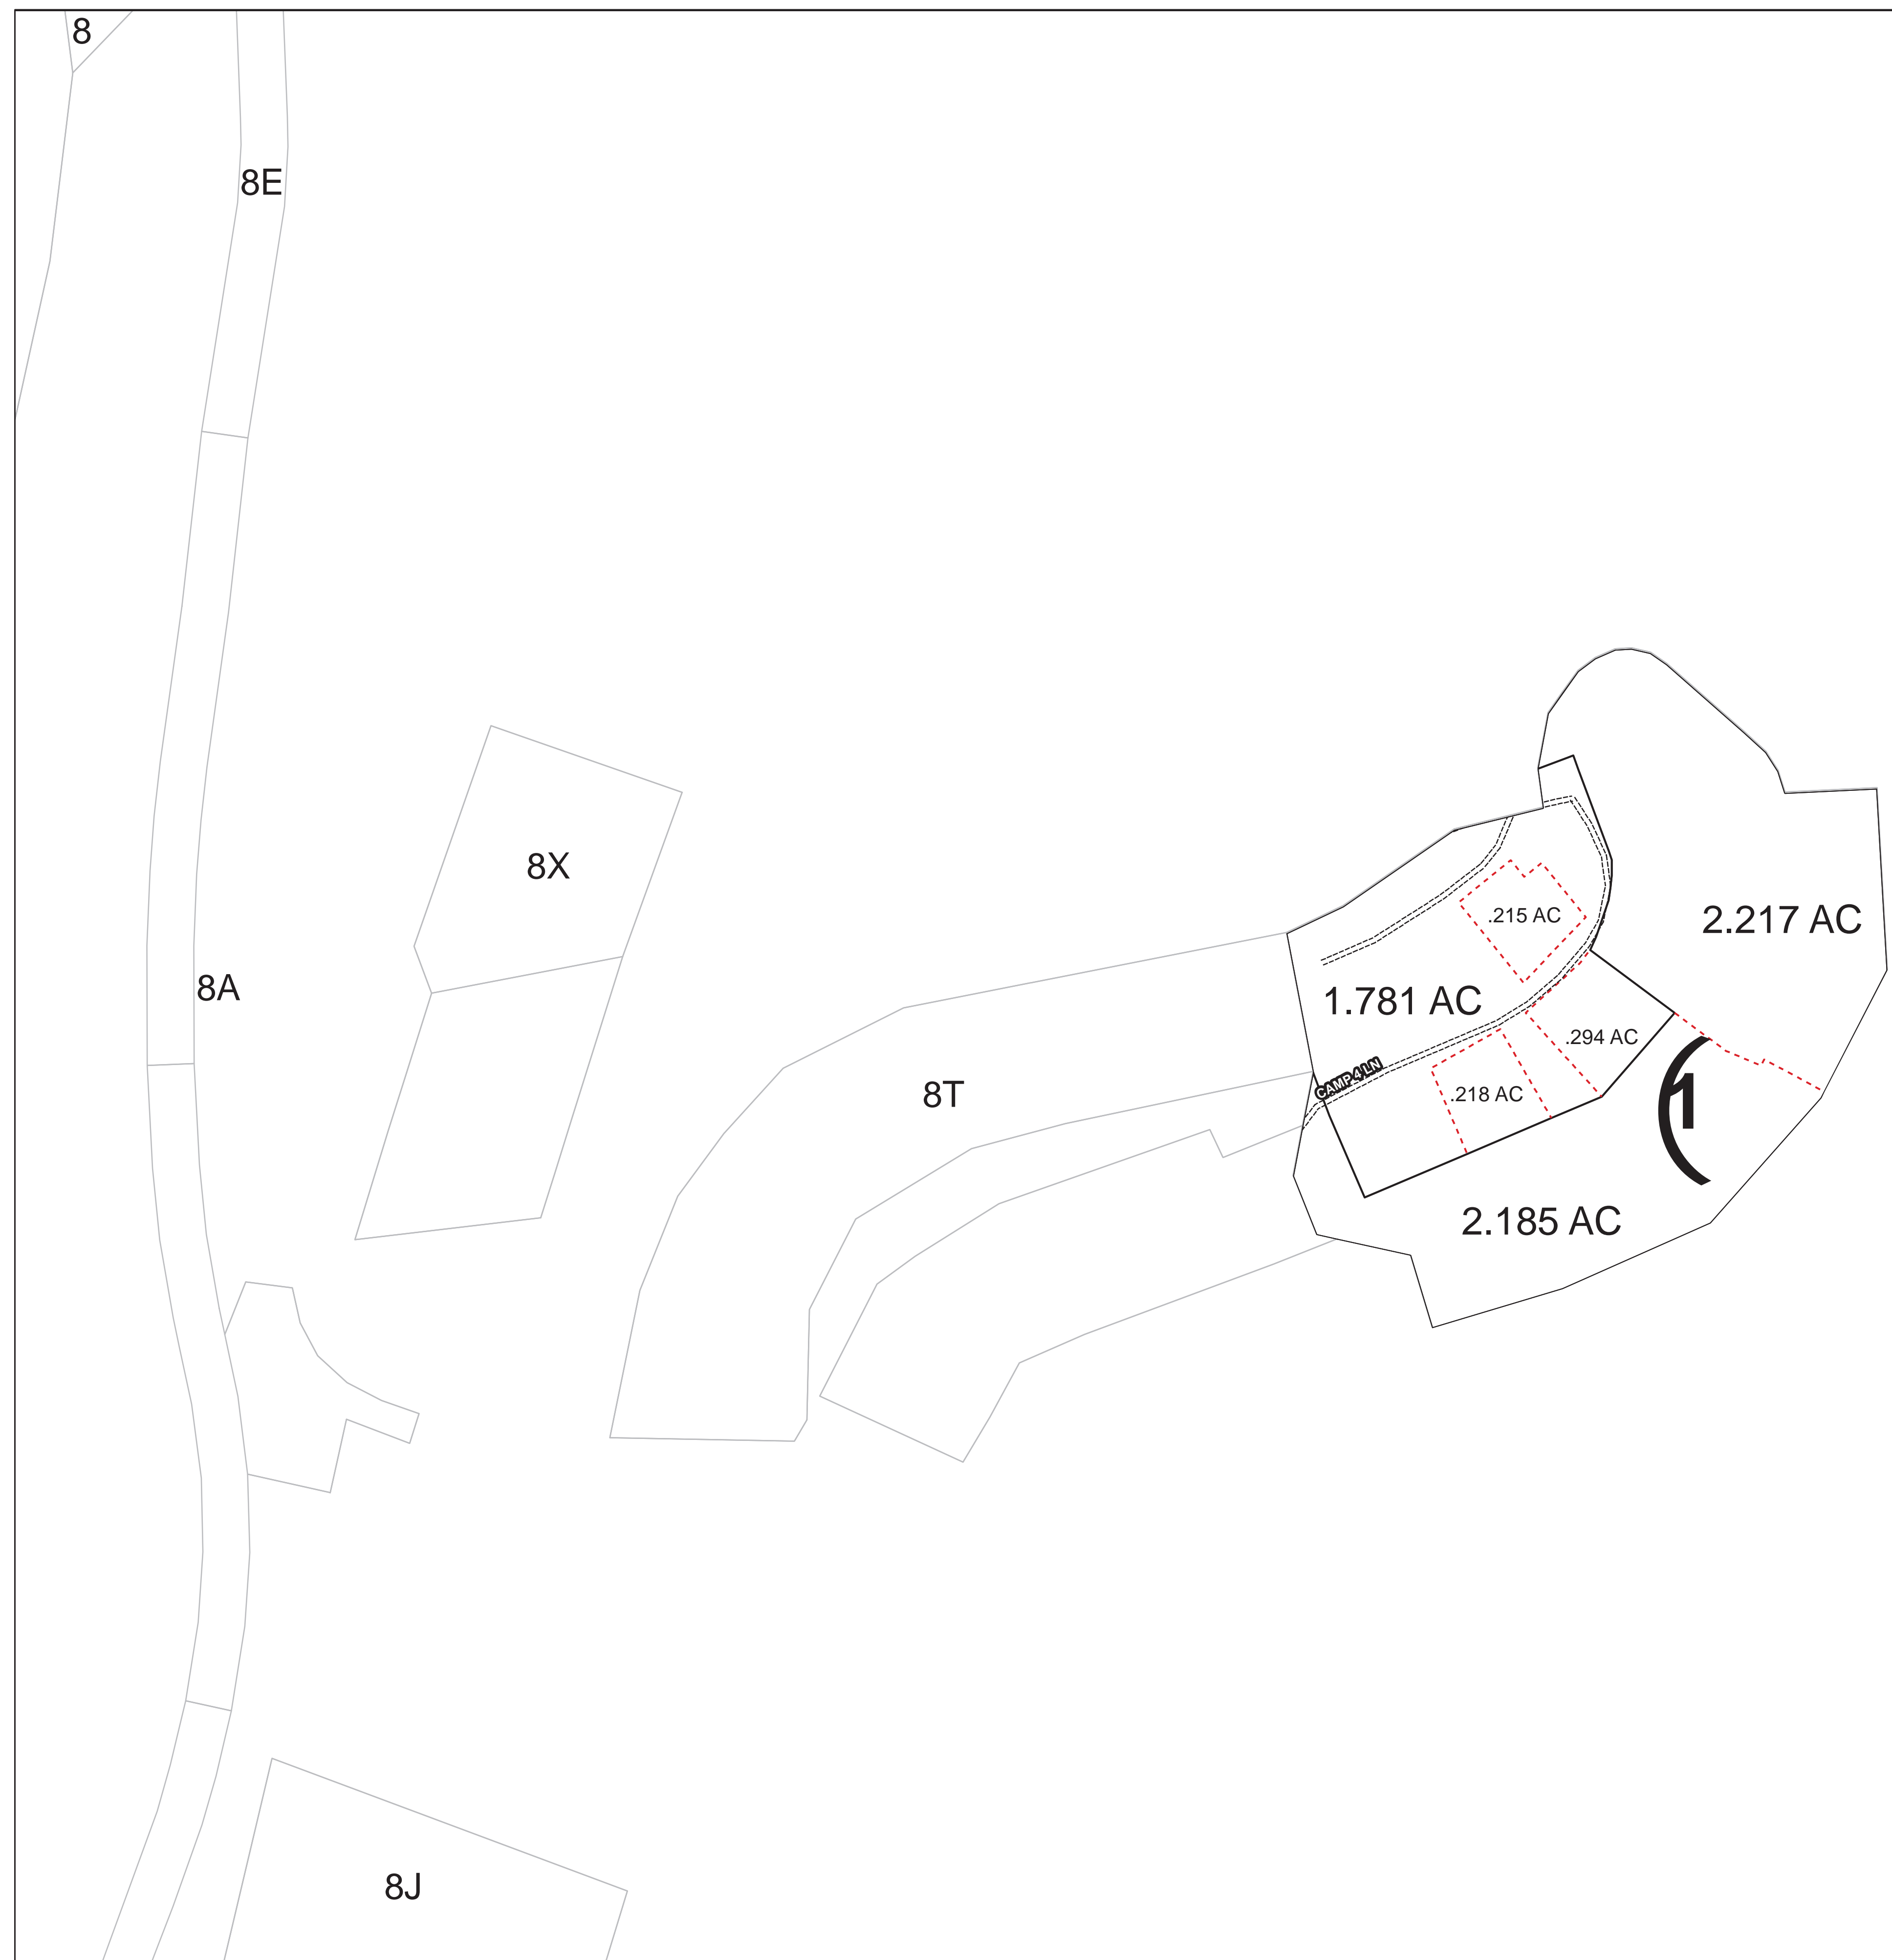 8
8E
8X
2.217 AC
.215 AC
8A
1.781 AC
.294 AC
CAMP 4 LN
8T
.218 AC
(1
2.185 AC
8J